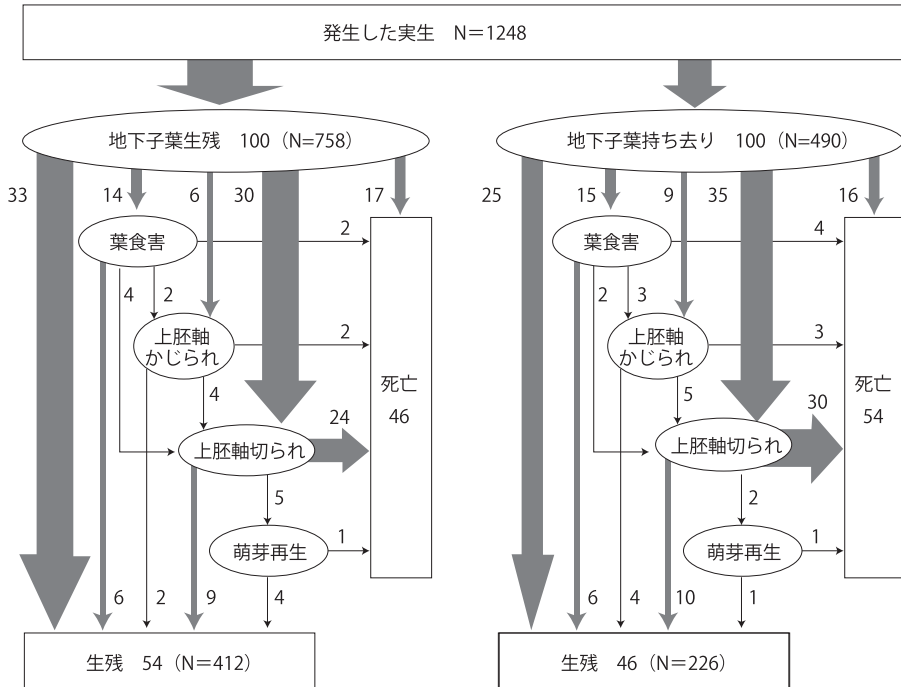 発生した実生　N＝1248
地下子葉生残　100（N=758）
33
14
6
30
17
葉食害
2
4
2
上胚軸
かじられ
2
4
死亡
46
上胚軸切られ
24
5
萌芽再生
1
6
2
9
4
生残　54（N＝412）
地下子葉持ち去り　100（N=490）
25
15
9
35
16
葉食害
4
2
3
上胚軸
かじられ
3
5
死亡
54
上胚軸切られ
30
2
萌芽再生
1
6
4
10
1
生残　46（N＝226）